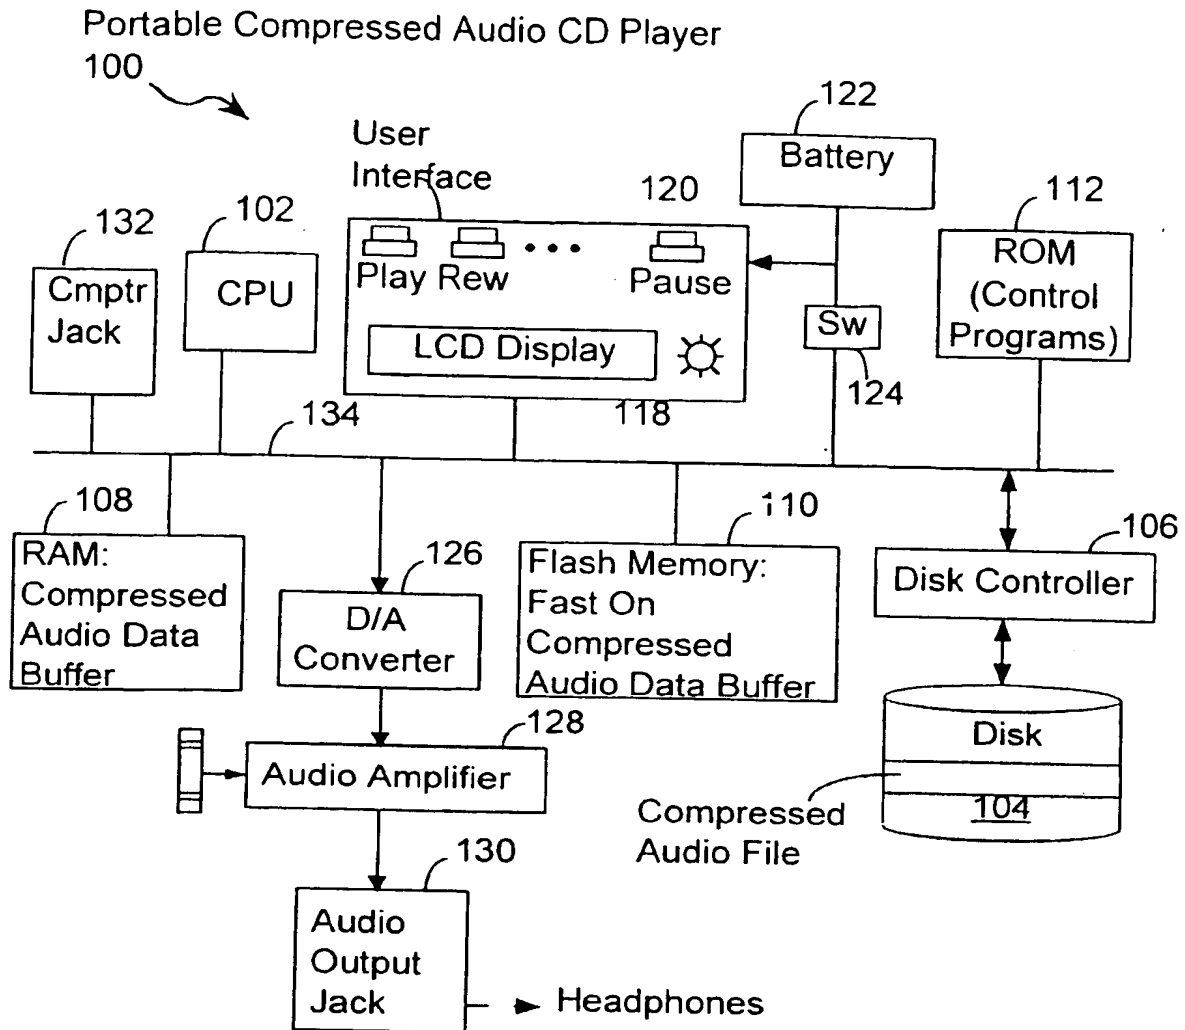 Portable Compressed Audio CD Player
100
122
Battery
User
Interface
120
112
ROM
(Control
Programs)
132
Cmptr
Jack
102
CPU
Play Rew • • •
Pause
LCD Display
Sw
124
118
134
108
RAM:
Compressed
Audio Data
Buffer
126
D/A
Converter
110
Flash Memory:
Fast On
Compressed
Audio Data Buffer
106
Disk Controller
128
Audio Amplifier
Disk
104
Compressed
Audio File
130
Audio
Output
Jack
Headphones